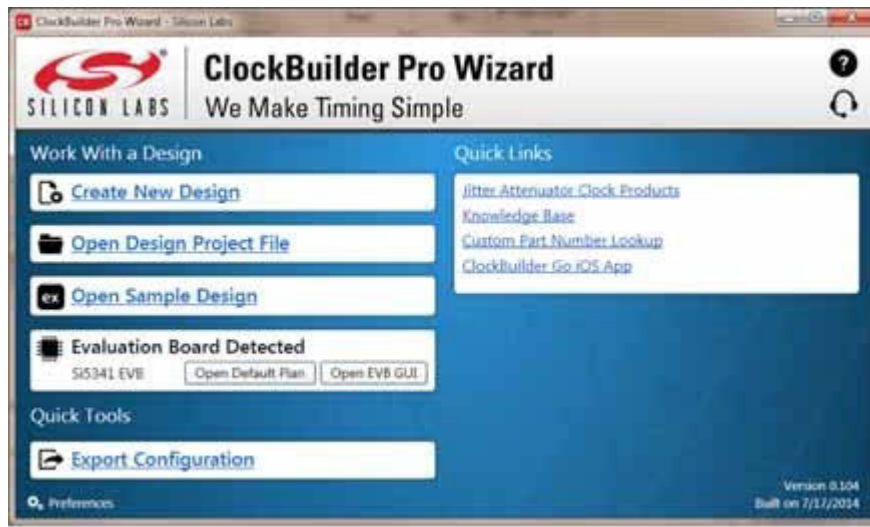 ClockBuilder Pro Wizard - Silicon Labs
SILICON LABS
ClockBuilder Pro Wizard
We Make Timing Simple
?
Work With a Design
Create New Design
Open Design Project File
ex Open Sample Design
Evaluation Board Detected
Si5341 EVB
Open Default Plan
Open EVB GUI
Quick Tools
Export Configuration
Preferences
Quick Links
Jitter Attenuator Clock Products
Knowledge Base
Custom Part Number Lookup
ClockBuilder Go iOS App
Version 0.104
Built on 7/17/2014